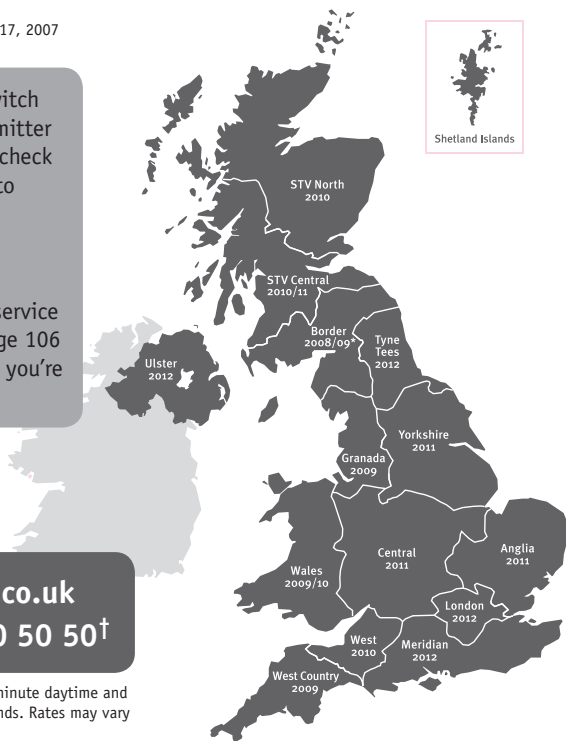 17, 2007
Shetland Islands
witch
mitter
check
to
service
ge 106
you're
co.uk
0 50 50†
minute daytime and
nds. Rates may vary
STV North
2010
STV Central
2010/11
Border
2008/09*
Tyne
Tees
2012
Ulster
2012
Yorkshire
2011
Granada
2009
Central
2011
Anglia
2011
Wales
2009/10
London
2012
West
2010
Meridian
2012
West Country
2009